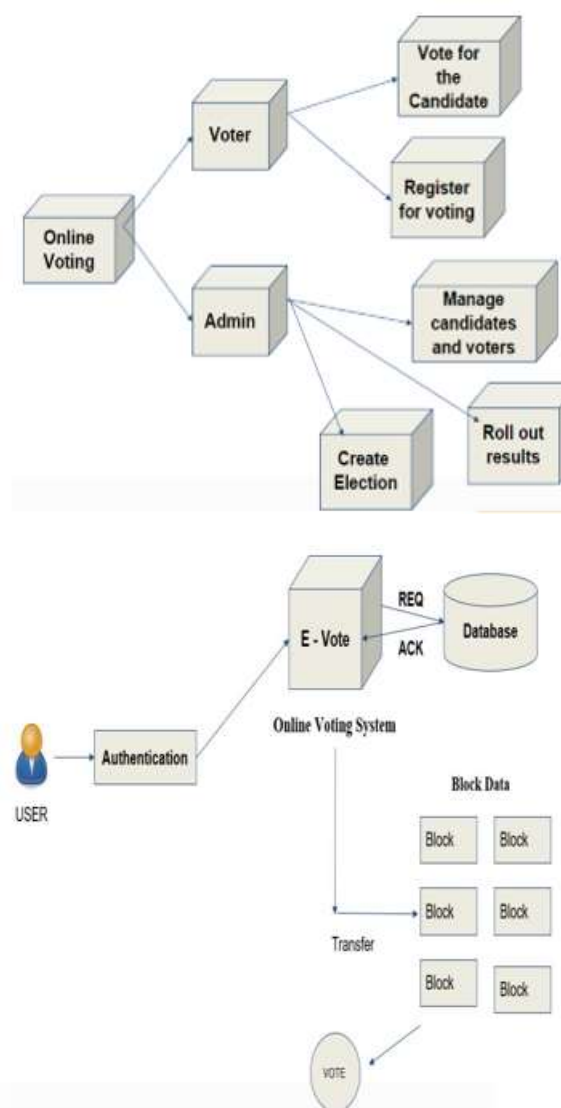 Vote for
the
Candidate
Voter
Register
for voting
Online
Voting
Admin
Manage
candidates
and voters
Roll out
results
Create
Election
REQ
E - Vote
Database
ACK
Online Voting System
Authentication
USER
Block Data
Block Block
Block Block
Transfer
Block Block
VOTE